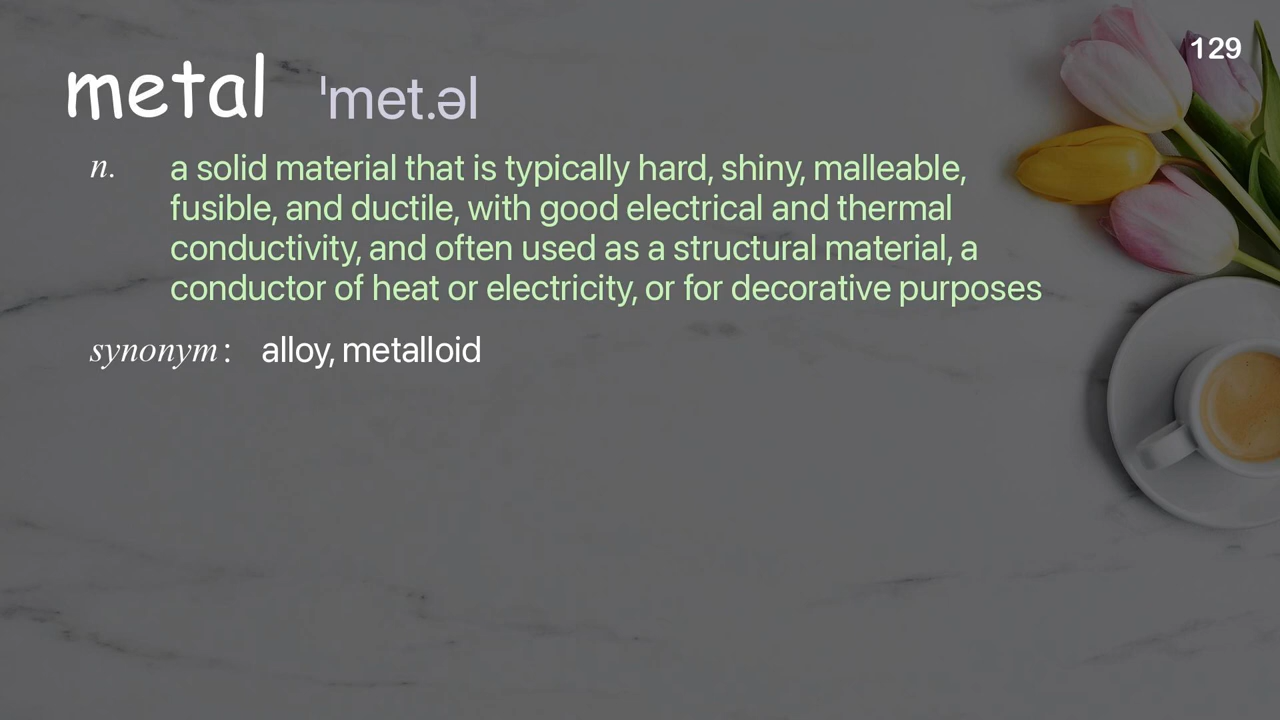 129
metal ˈmet.əl
n. a solid material that is typically hard, shiny, malleable,
fusible, and ductile, with good electrical and thermal
conductivity, and often used as a structural material, a
conductor of heat or electricity, or for decorative purposes
synonym : alloy, metalloid